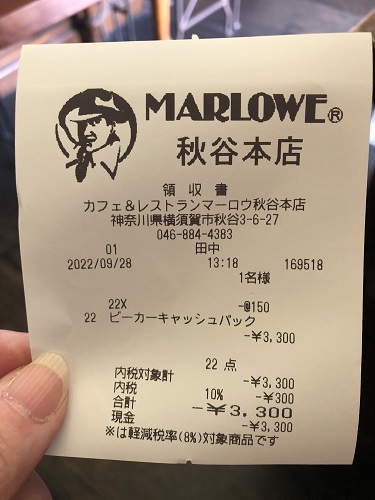 MARLOWE®
秋谷本店
領収書
カフェ＆レストランマーロウ秋谷本店
神奈川県横須賀市秋谷3-6-27
046-884-4383
01 田中
2022/09/28 13:18 169518
1名様
22X -@150
22 ビーカーキャッシュバック
-¥3,300
22 点
内税対象計 -¥3,300
内税 10% -¥300
合計 -¥3,300
現金 -¥3,300
※は軽減税率(8%)対象商品です